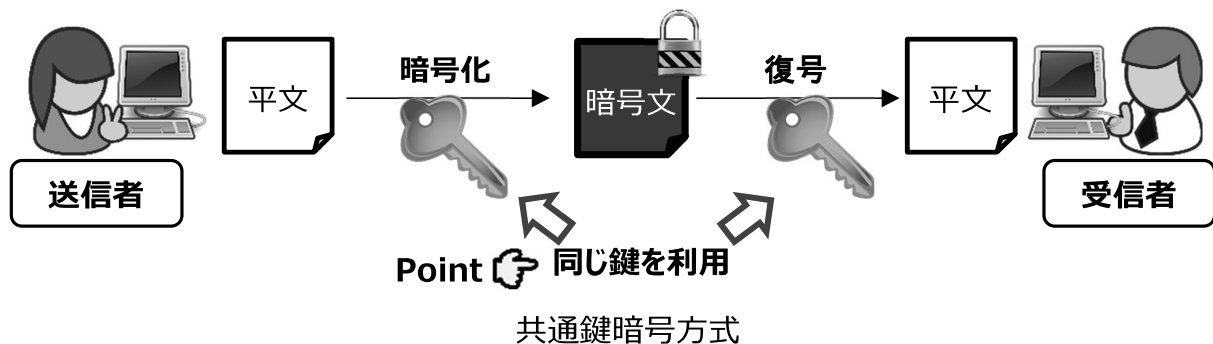 暗号化
復号
平文
暗号文
平文
送信者
受信者
Point 同じ鍵を利用
共通鍵暗号方式